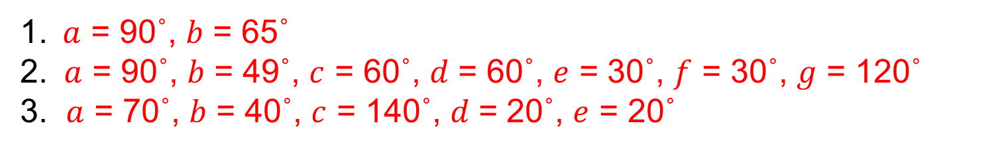 1. a = 90°, b = 65°
2. a = 90°, b = 49°, c = 60°, d = 60°, e = 30°, f = 30°, g = 120°
3. a = 70°, b = 40°, c = 140°, d = 20°, e = 20°